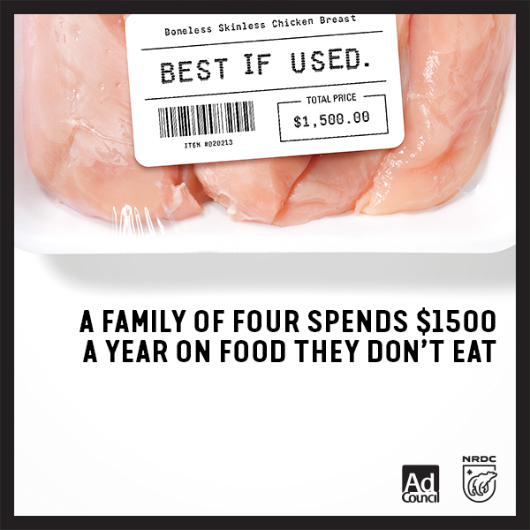 Boneless Skinless Chicken Breast
BEST IF USED.
TOTAL PRICE
$1,500.00
ITEM #020213
A FAMILY OF FOUR SPENDS $1500
A YEAR ON FOOD THEY DON'T EAT
Ad
Council
NRDC